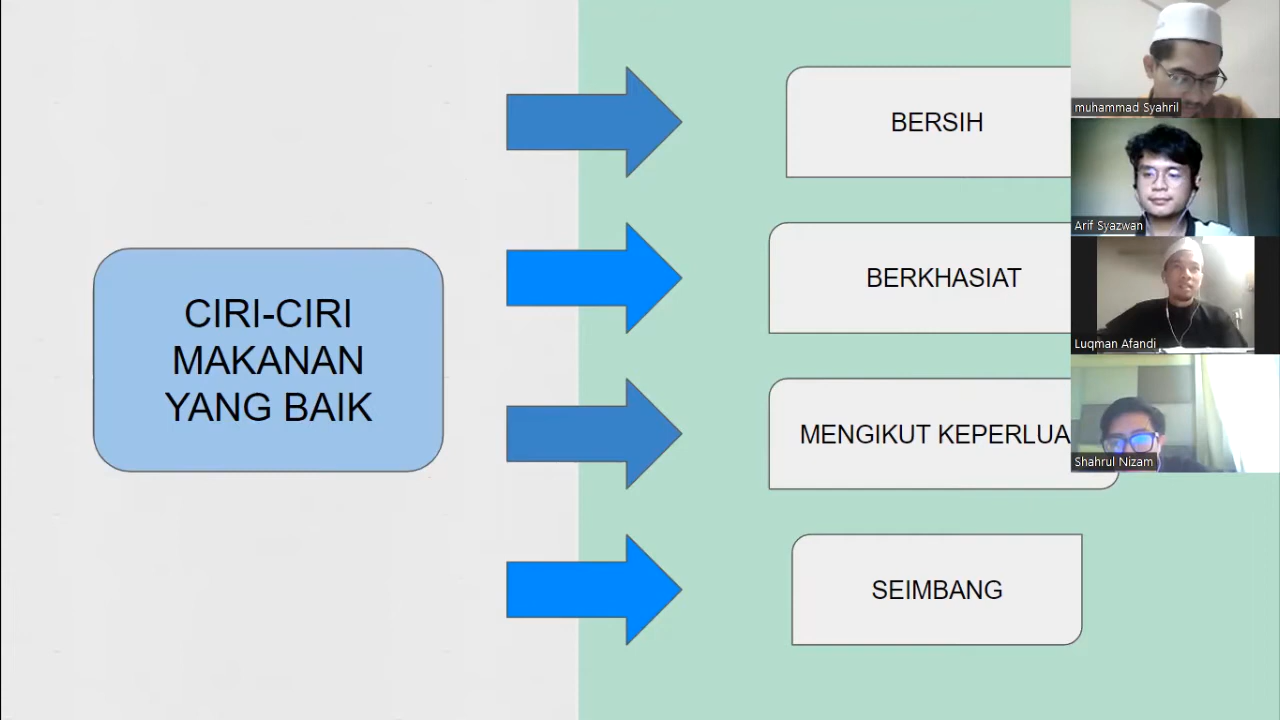 CIRI-CIRI
MAKANAN
YANG BAIK
BERSIH
BERKHASIAT
MENGIKUT KEPERLUA
SEIMBANG
muhammad Syahril
Arif Syazwan
Luqman Afandi
Shahrul Nizam